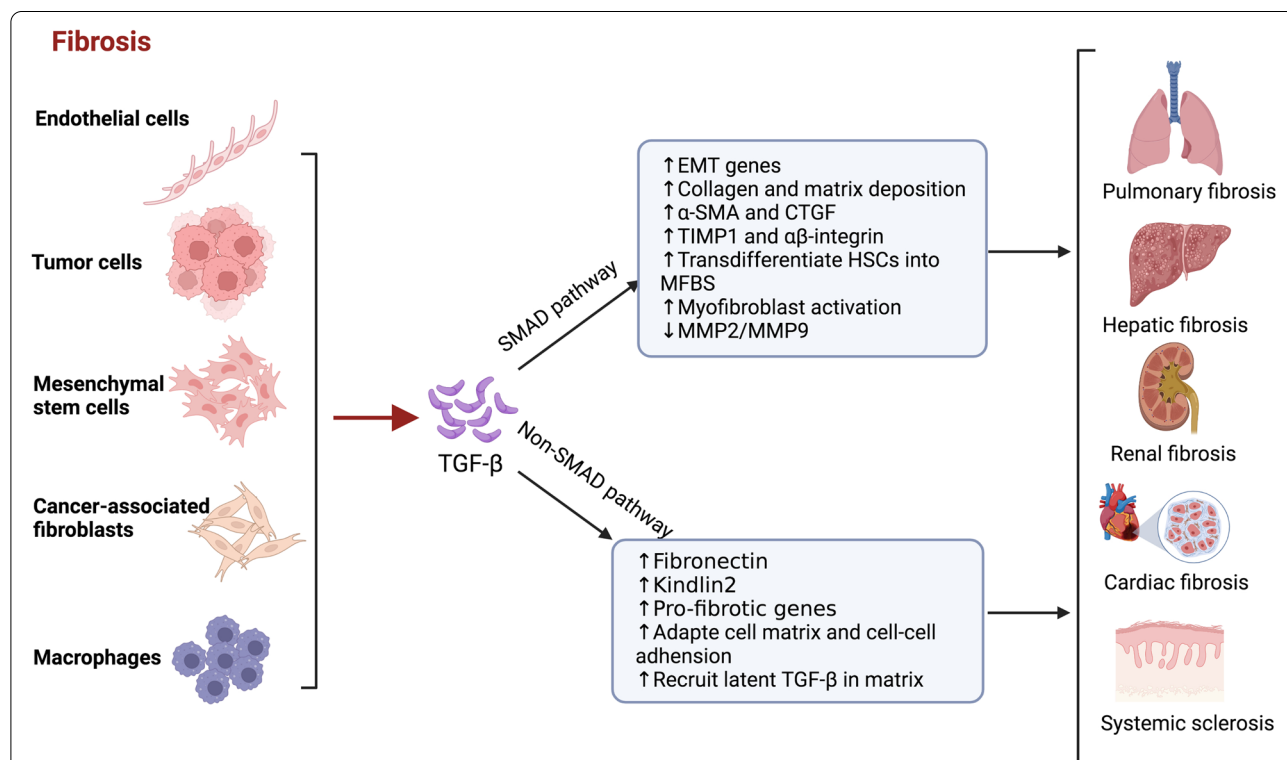 Fibrosis
Endothelial cells
Tumor cells
Mesenchymal
stem cells
Cancer-associated
fibroblasts
Macrophages
TGF-β
SMAD pathway
Non-SMAD pathway
↑EMT genes
↑Collagen and matrix deposition
↑α-SMA and CTGF
↑TIMP1 and αβ-integrin
↑Transdifferentiate HSCs into
MFBS
↑Myofibroblast activation
↓MMP2/MMP9
↑Fibronectin
↑Kindlin2
↑Pro-fibrotic genes
↑Adapte cell matrix and cell-cell
adhension
↑Recruit latent TGF-β in matrix
Pulmonary fibrosis
Hepatic fibrosis
Renal fibrosis
Cardiac fibrosis
Systemic sclerosis